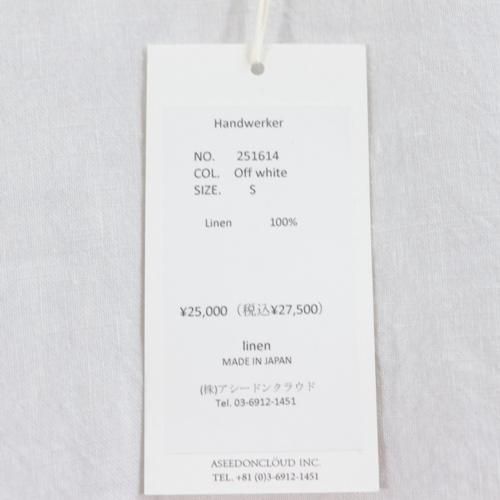 Handwerker
NO. 251614
COL. Off white
SIZE. S
Linen 100%
¥25,000（税込¥27,500）
linen
MADE IN JAPAN
(株)アシードンクラウド
Tel. 03-6912-1451
ASEEDONCLÖUD INC.
TEL. +81 (0)3-6912-1451